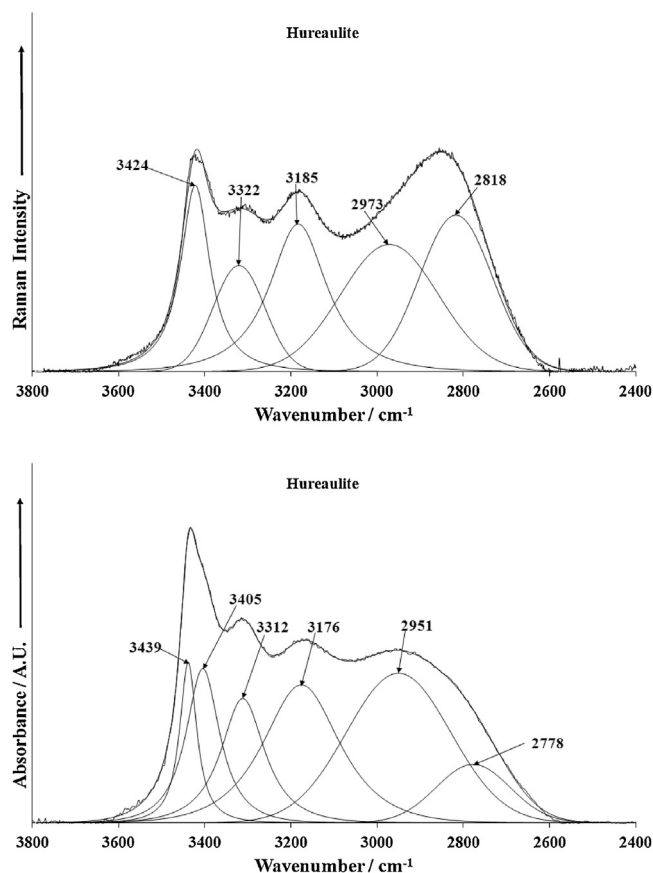 Hureaulite
3424
3322
3185
2973
2818
Raman Intensity
3800 3600 3400 3200 3000 2800 2600 2400
Wavenumber / cm-1
Hureaulite
3439
3405
3312
3176
2951
2778
Absorbance / A.U.
3800 3600 3400 3200 3000 2800 2600 2400
Wavenumber / cm-1